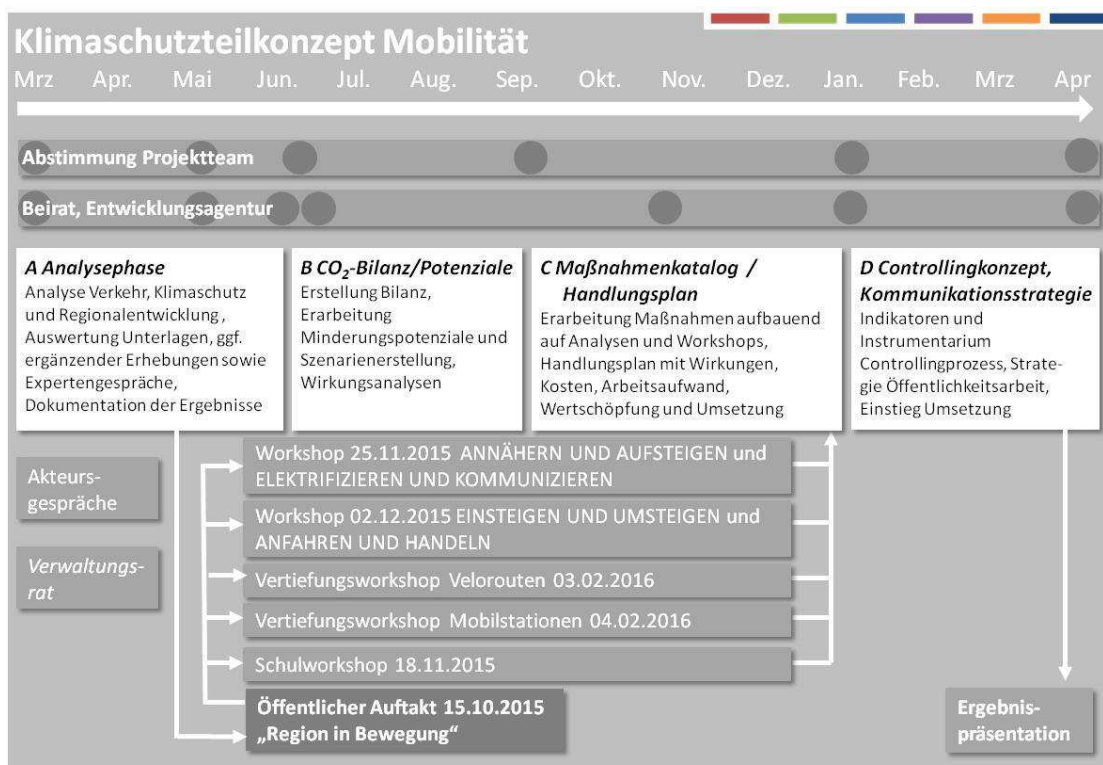 Klimaschutzteilkonzept Mobilität
Mrz Apr. Mai Jun. Jul. Aug. Sep. Okt. Nov. Dez. Jan. Feb. Mrz Apr
Abstimmung Projektteam
Beirat, Entwicklungsagentur
A Analysephase
Analyse Verkehr, Klimaschutz
und Regionalentwicklung ,
Auswertung Unterlagen, ggf.
ergänzender Erhebungen sowie
Expertengespräche,
Dokumentation der Ergebnisse
B CO₂-Bilanz/Potenziale
Erstellung Bilanz,
Erarbeitung
Minderungspotenziale und
Szenarienerstellung,
Wirkungsanalysen
C Maßnahmenkatalog /
Handlungsplan
Erarbeitung Maßnahmen aufbauend
auf Analysen und Workshops,
Handlungsplan mit Wirkungen,
Kosten, Arbeitsaufwand,
Wertschöpfung und Umsetzung
D Controllingkonzept,
Kommunikationsstrategie
Indikatoren und
Instrumentarium
Controllingprozess, Strate-
gie Öffentlichkeitsarbeit,
Einstieg Umsetzung
Akteurs-
gespräche
Verwaltungs-
rat
Workshop 25.11.2015 ANNÄHERN UND AUFSTEIGEN und
ELEKTRIFIZIEREN UND KOMMUNIZIEREN
Workshop 02.12.2015 EINSTEIGEN UND UMSTEIGEN und
ANFAHREN UND HANDELN
Vertiefungsworkshop Velorouten 03.02.2016
Vertiefungsworkshop Mobilstationen 04.02.2016
Schulworkshop 18.11.2015
Öffentlicher Auftakt 15.10.2015
„Region in Bewegung“
Ergebnis-
präsentation